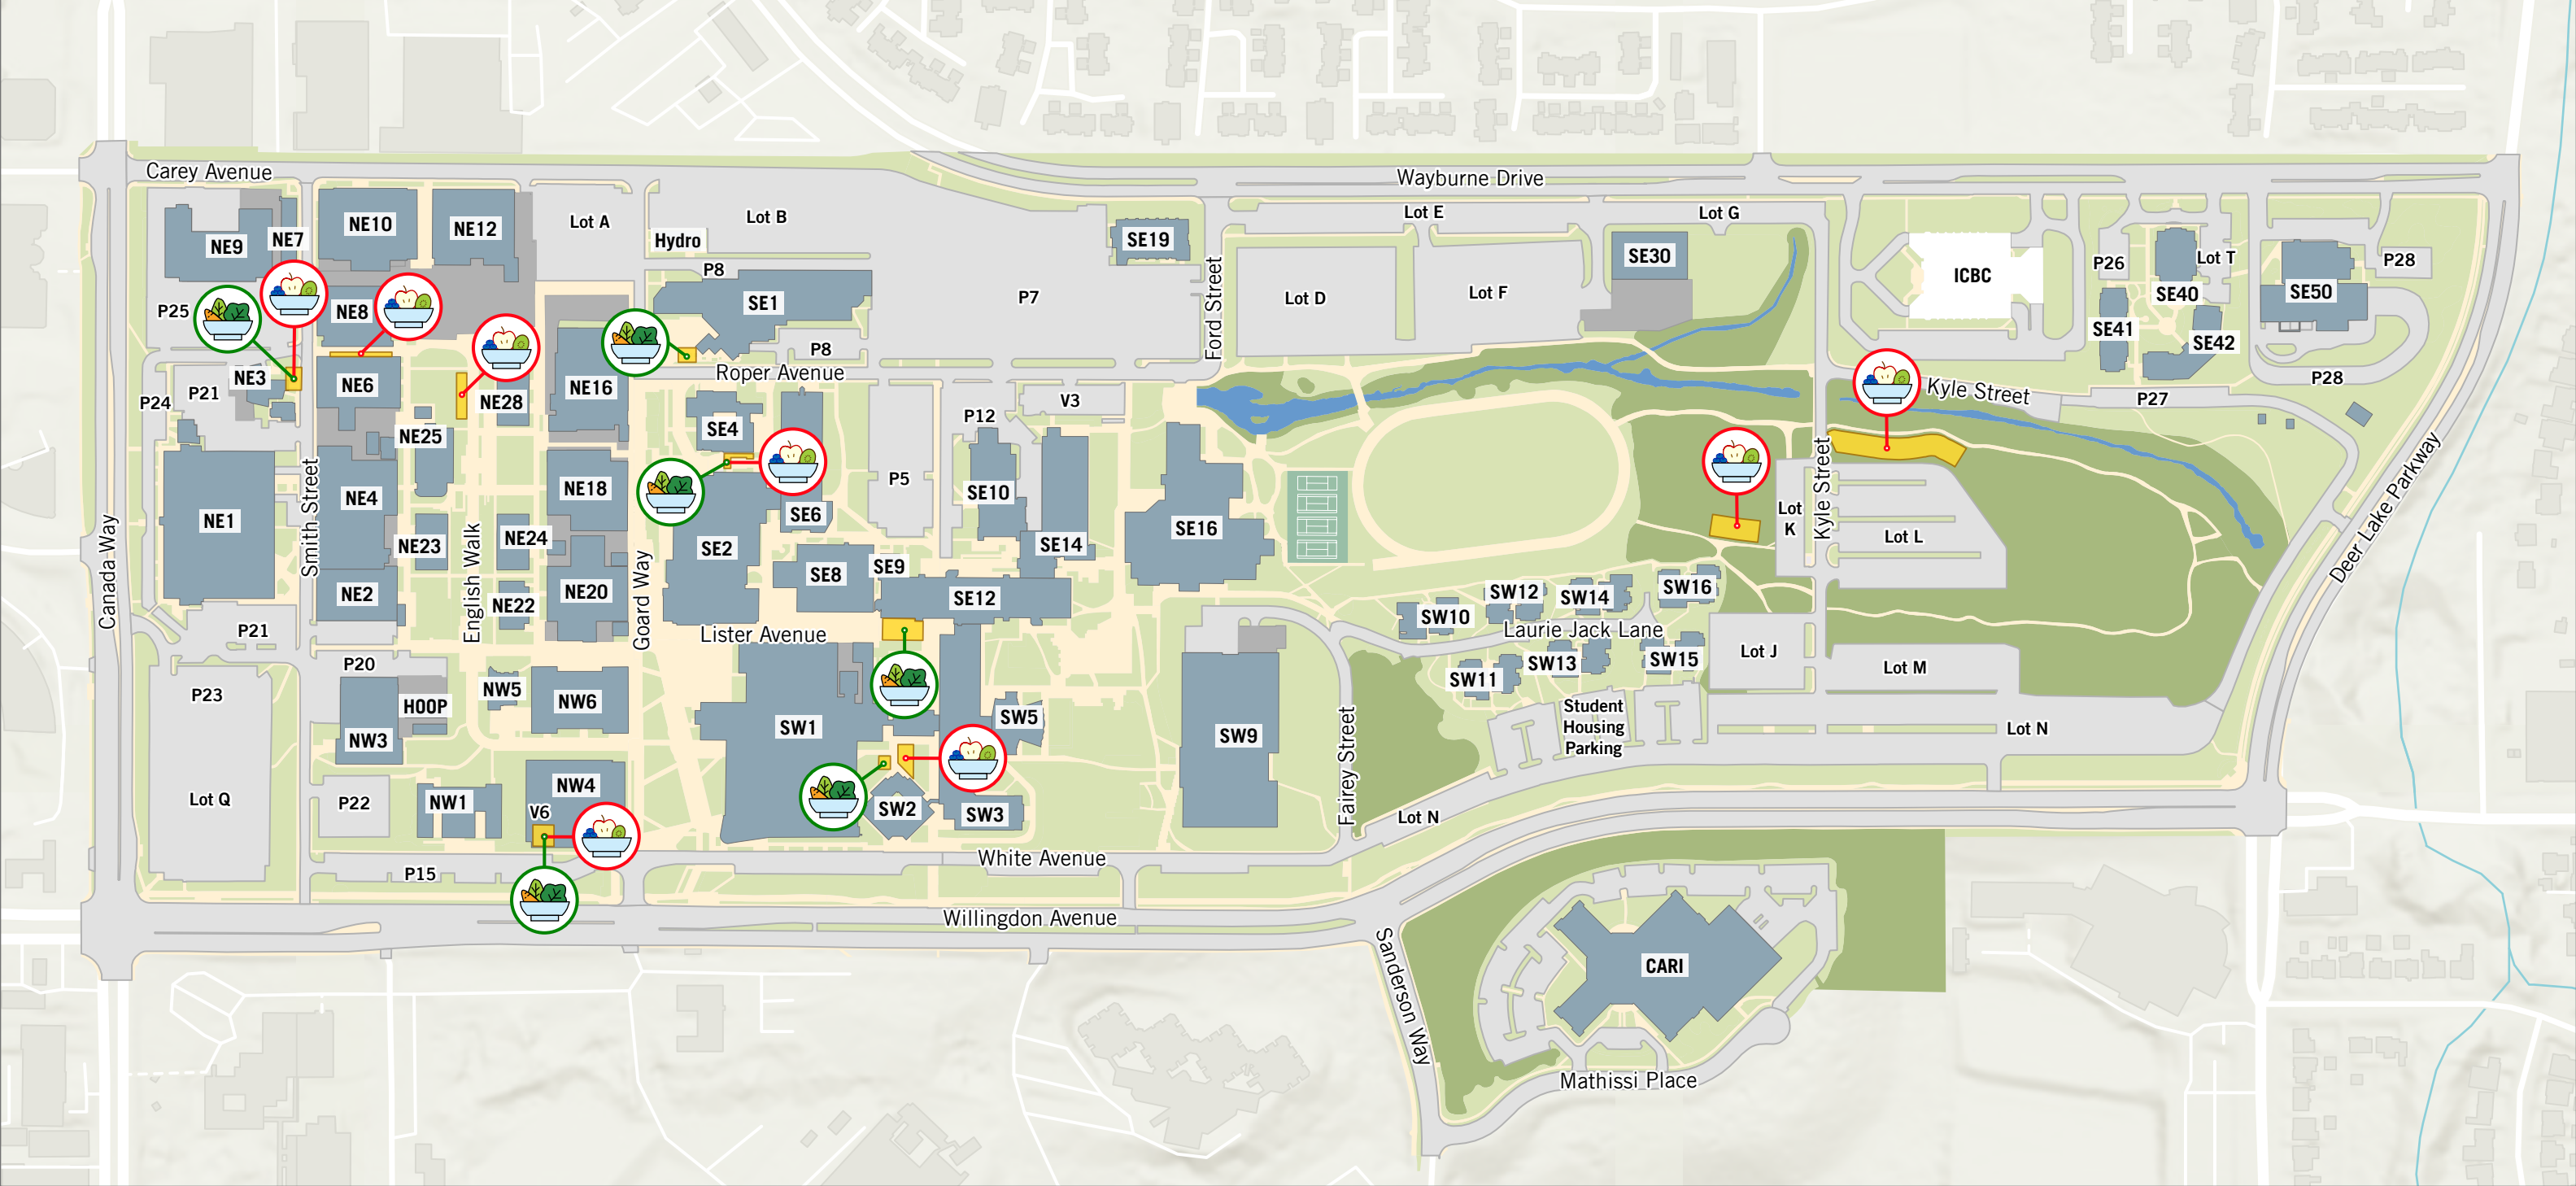 Carey Avenue
Wayburne Drive
NE9
NE7
NE10
NE12
Lot A
Lot B
Hydro
P8
SE1
P7
SE19
Ford Street
Lot E
Lot G
Lot D
Lot F
SE30
ICBC
P26
SE40
Lot T
SE41
SE42
SE50
P28
P28
P25
NE8
P8
Roper Avenue
NE3
P21
P24
NE6
NE28
NE16
SE4
P12
V3
Kyle Street
P27
NE25
NE1
Smith Street
NE4
NE18
SE6
P5
SE10
SE14
SE16
Lot
K
Kyle Street
Lot L
Deer Lake Parkway
Canada Way
NE23
English Walk
NE24
Goard Way
SE2
SE8
SE9
SE12
NE2
NE22
NE20
Lister Avenue
SW10
SW12
SW14
SW16
Laurie Jack Lane
SW11
SW13
SW15
Lot J
Lot M
P21
P20
P23
HOOP
NW5
NW6
NW3
SW1
SW5
SW9
Student
Housing
Parking
Lot N
Fairey Street
Lot Q
P22
NW1
NW4
V6
SW2
SW3
Lot N
P15
White Avenue
Willingdon Avenue
Sanderson Way
CARI
Mathissi Place